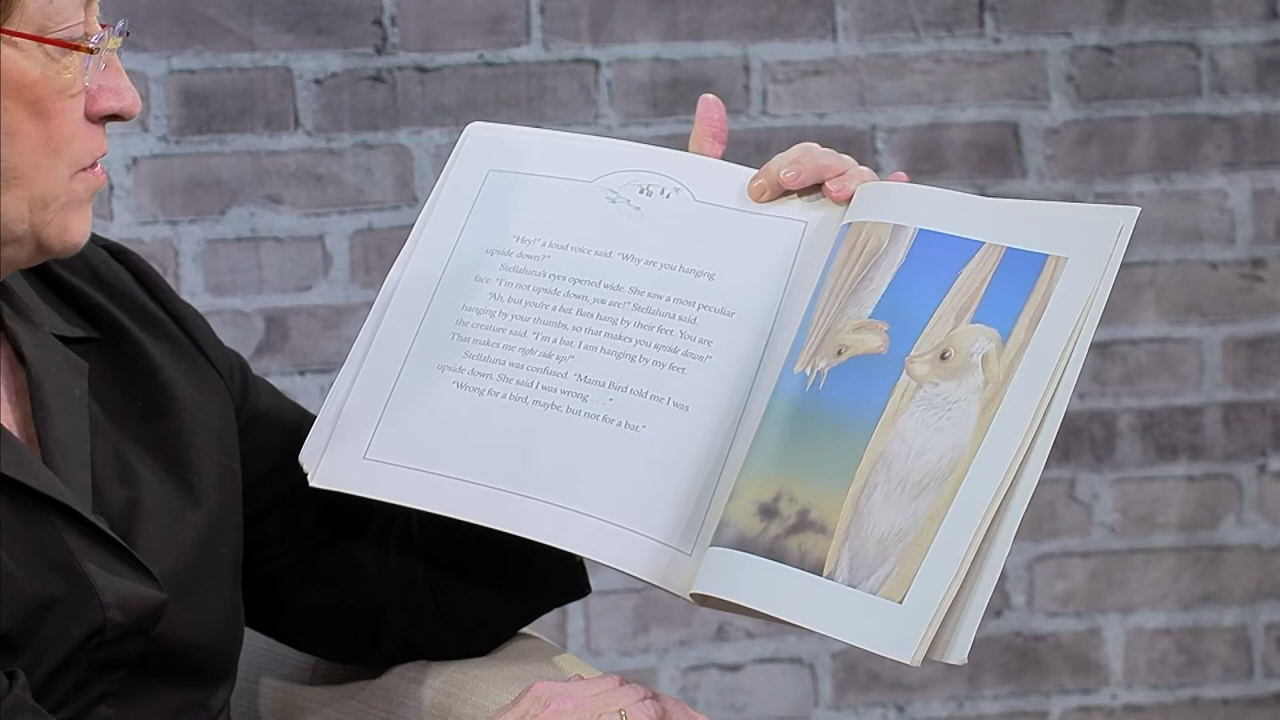 "Hey!" a loud voice said. "Why are you hanging
upside down?"
Stellaluna's eyes opened wide. She saw a most peculiar
face. "I'm not upside down, you are!" Stellaluna said.
"Ah, but you're a bat. Bats hang by their feet. You are
hanging by your thumbs, so that makes you upside down!"
the creature said. "I'm a bat. I am hanging by my feet.
That makes me right side up!"
Stellaluna was confused. "Mama Bird told me I was
upside down. She said I was wrong . . ."
"Wrong for a bird, maybe, but not for a bat."